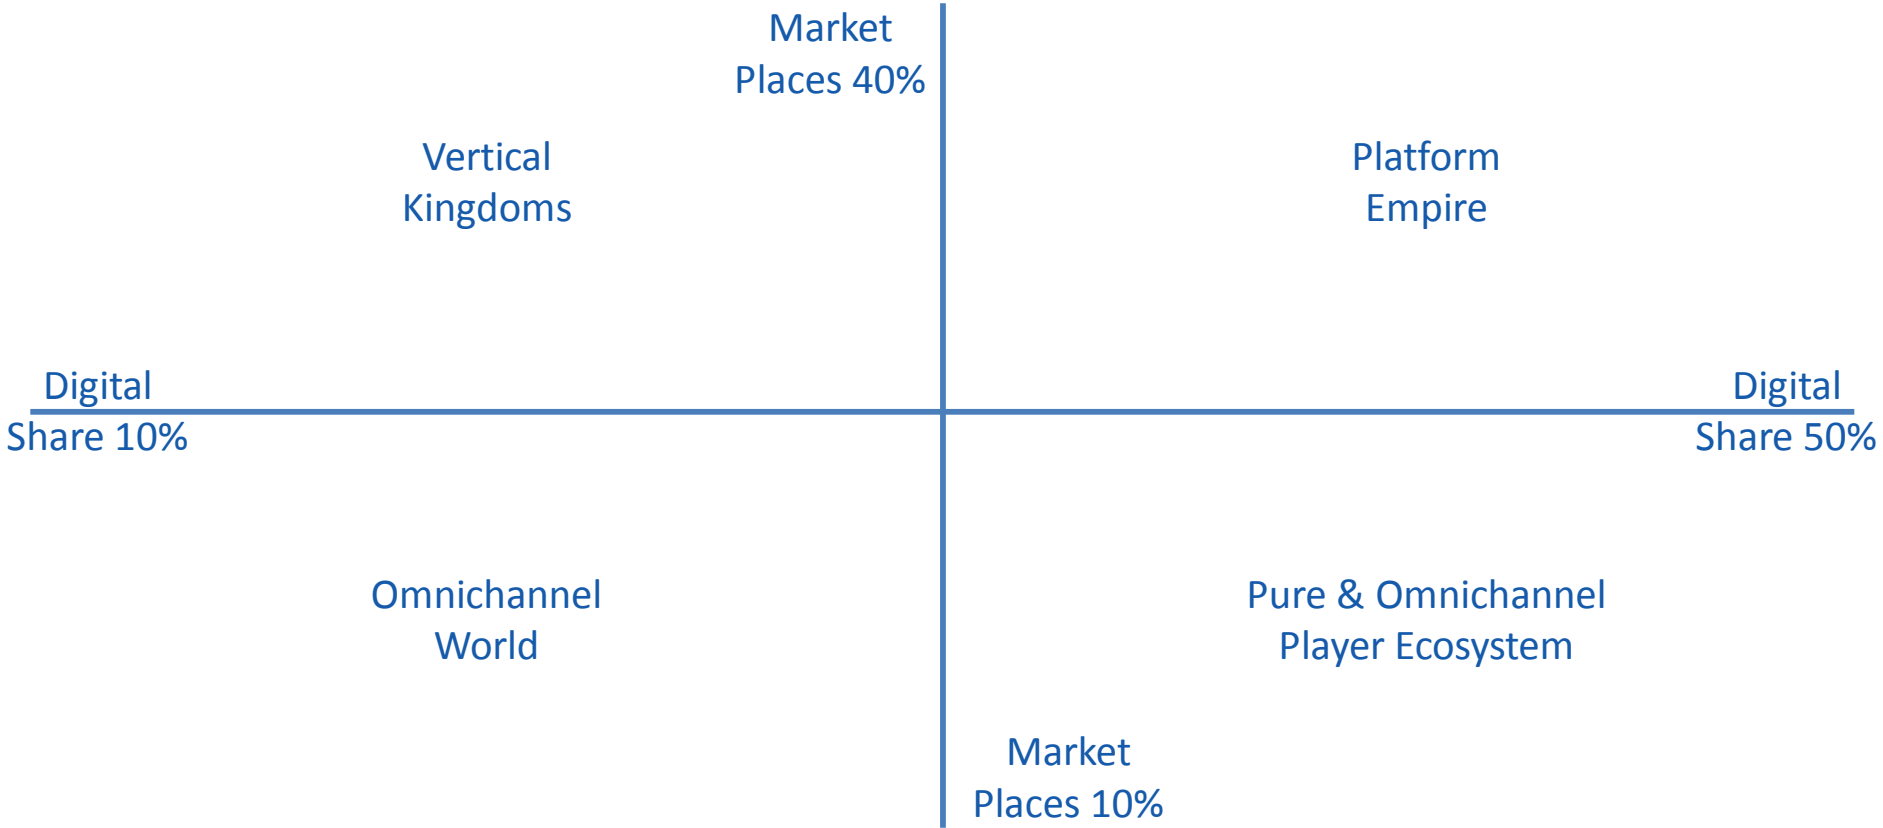 Market
Places 40%
Vertical
Kingdoms
Platform
Empire
Digital
Share 10%
Digital
Share 50%
Omnichannel
World
Pure & Omnichannel
Player Ecosystem
Market
Places 10%